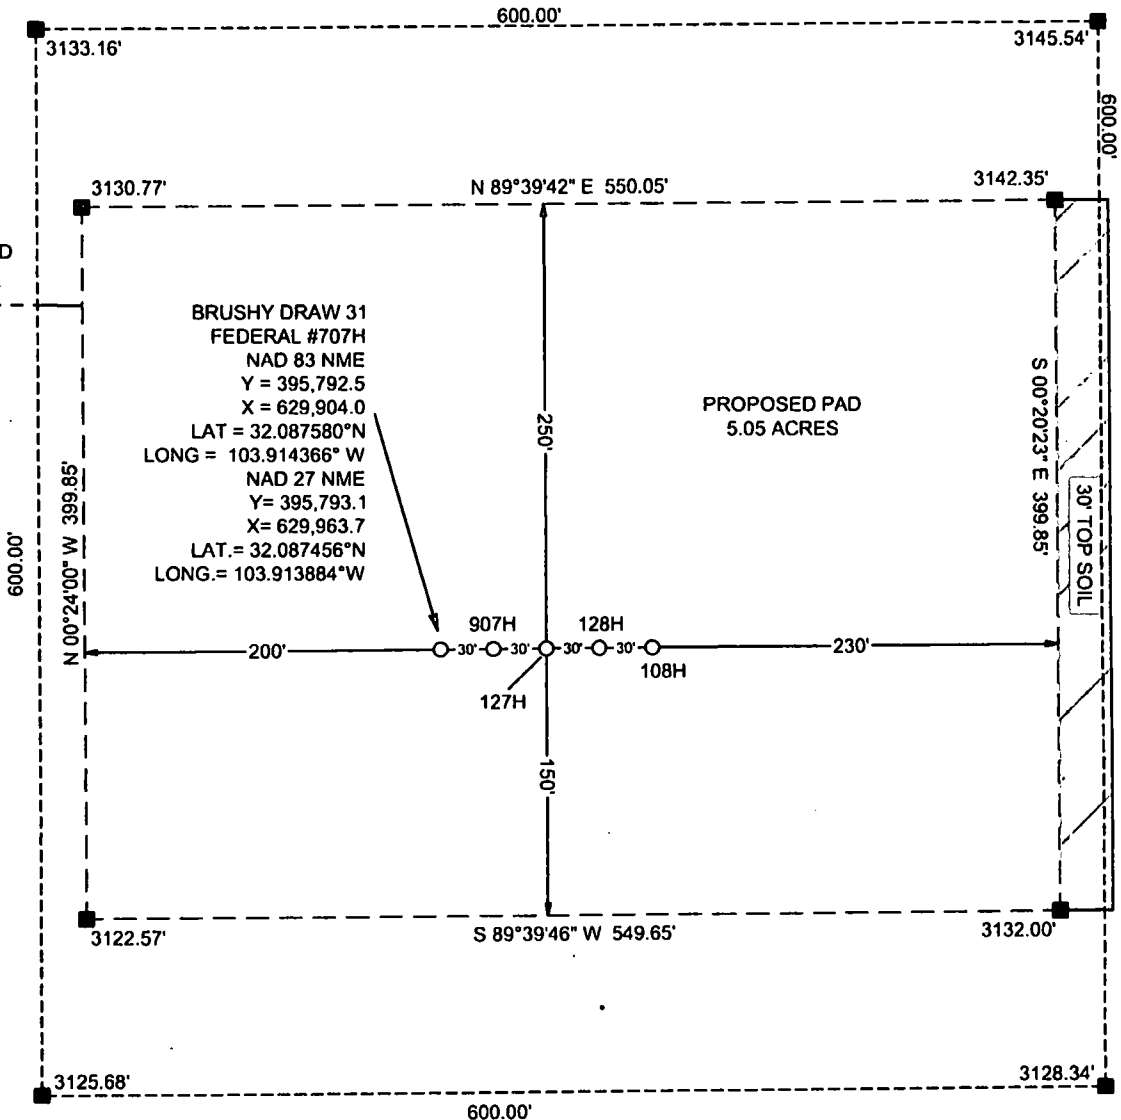 600.00'
3133.16'
3145.54'
600.00'
3130.77'
N 89°39'42" E 550.05'
3142.35'
D
BRUSHY DRAW 31
FEDERAL #707H
NAD 83 NME
Y = 395,792.5
X = 629,904.0
LAT = 32.087580°N
LONG = 103.914366° W
NAD 27 NME
Y= 395,793.1
X= 629,963.7
LAT.= 32.087456°N
LONG.= 103.913884°W
250'
PROPOSED PAD
5.05 ACRES
S 00°20'23" E 399.85'
30' TOP SOIL
600.00'
N 00°24'00" W 399.85'
907H
128H
200'
30'
30'
30'
30'
230'
127H
108H
150'
3122.57'
S 89°39'46" W 549.65'
3132.00'
3125.68'
600.00'
3128.34'